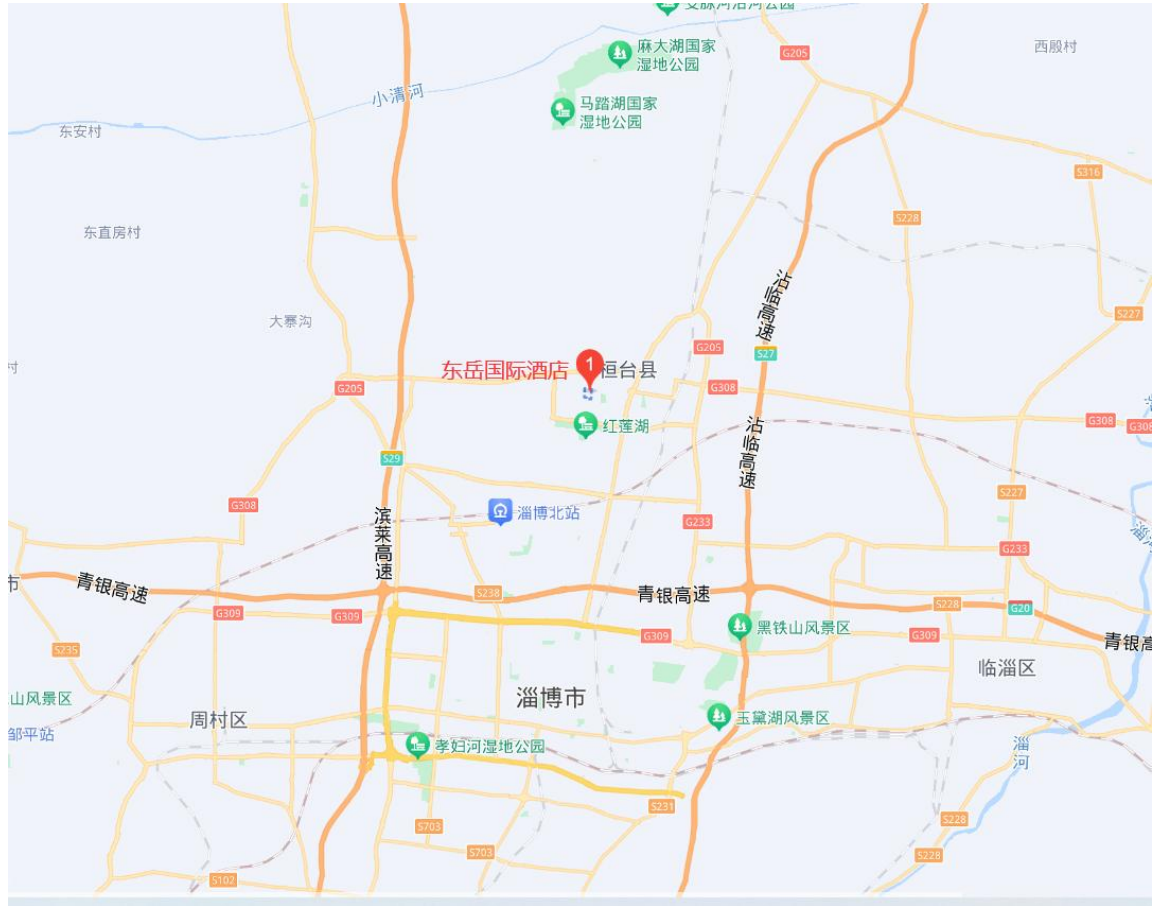 G205
西殷村
麻大湖国家
湿地公园
小清河
马踏湖国家
湿地公园
东安村
S316
S228
东直房村
沾临高速
S227
大寨沟
G205
S27
东岳国际酒店
1
桓台县
村
G205
G308
G308
G308
红莲湖
沾临高速
S29
S227
G308
淄博北站
滨莱高速
G233
淄河
G233
市
青银高速
S238
青银高速
S228
G20
G309
G309
G309
黑铁山风景区
G309
青银高
S235
临淄区
山风景区
淄博市
周村区
玉黛湖风景区
邹平站
孝妇河湿地公园
淄河
S231
S703
S228
S703
S228
S102